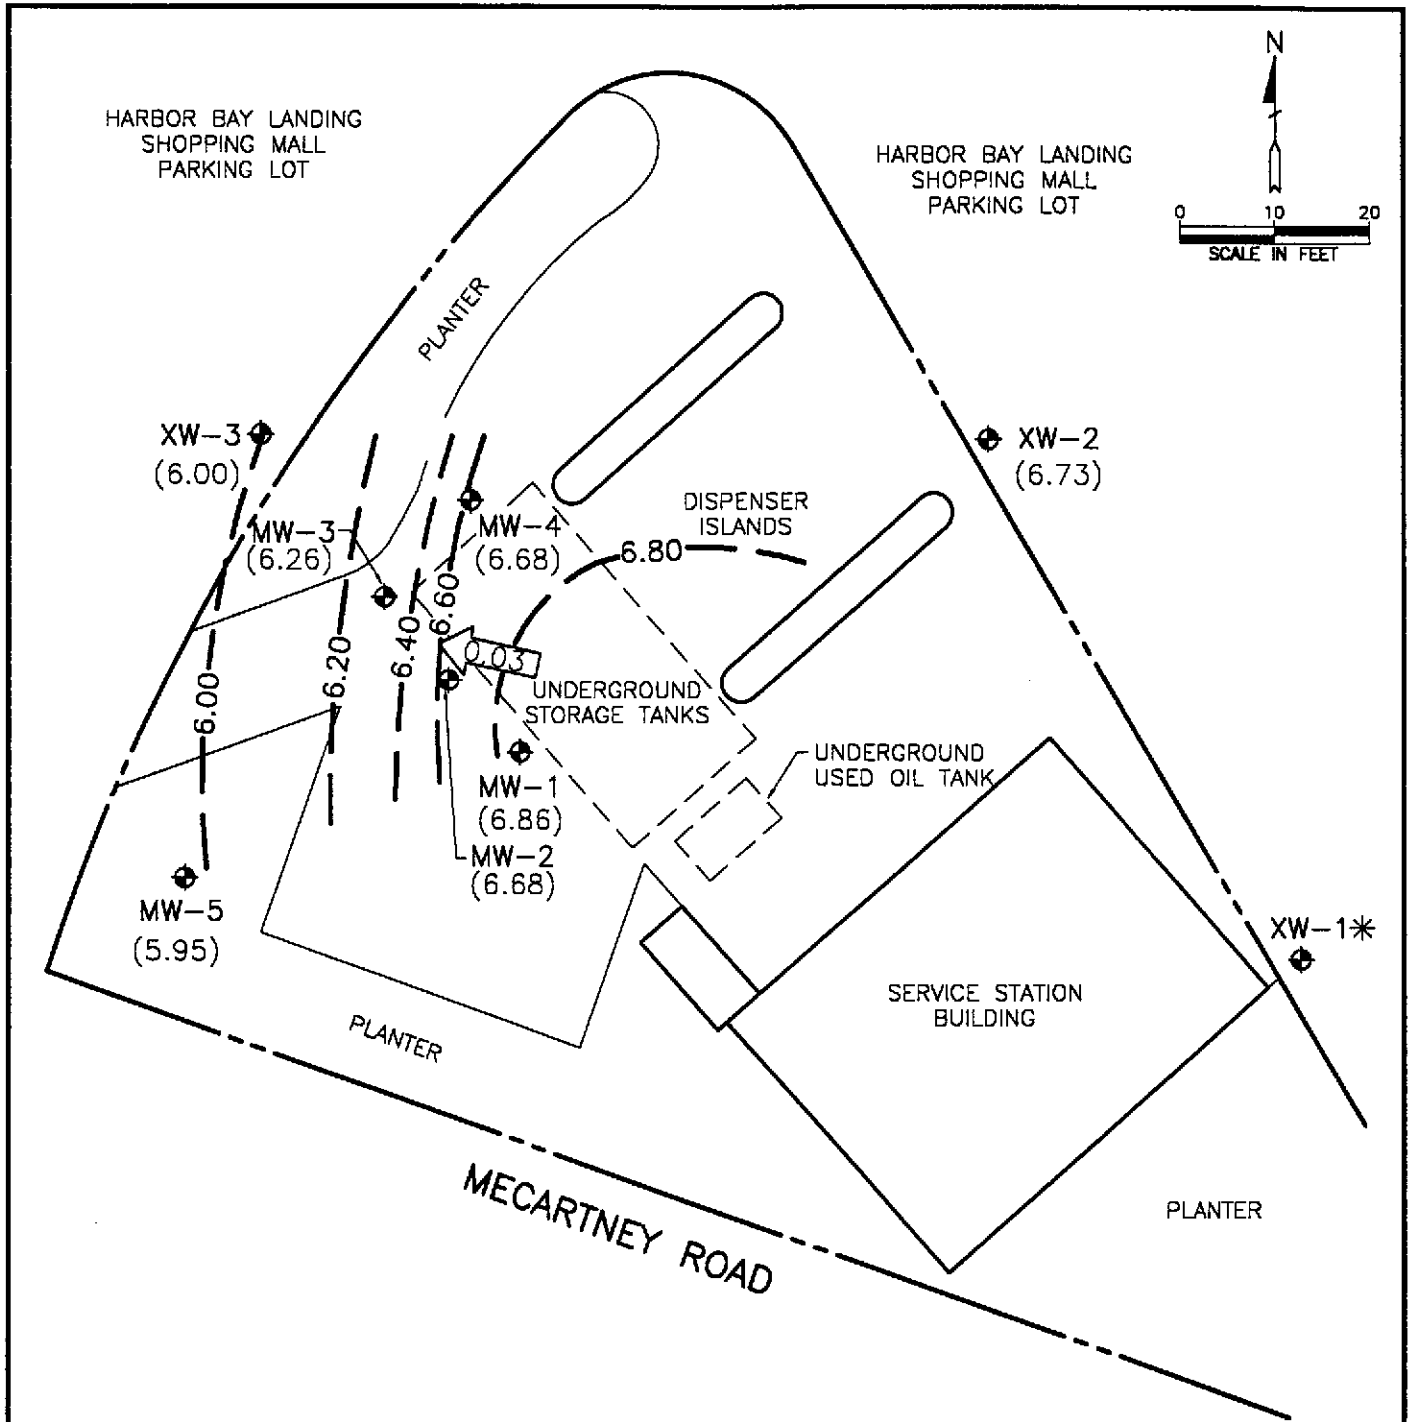 N
HARBOR BAY LANDING
SHOPPING MALL
PARKING LOT
HARBOR BAY LANDING
SHOPPING MALL
PARKING LOT
0 10 20
SCALE IN FEET
PLANTER
XW-3
(6.00)
XW-2
(6.73)
MW-3
(6.26)
MW-4
(6.68)
DISPENSER
ISLANDS
6.80
6.60
6.40
6.20
6.00
0.03
UNDERGROUND
STORAGE TANKS
MW-1
(6.86)
UNDERGROUND
USED OIL TANK
MW-2
(6.68)
MW-5
(5.95)
XW-1*
SERVICE STATION
BUILDING
PLANTER
PLANTER
MECARTNEY ROAD